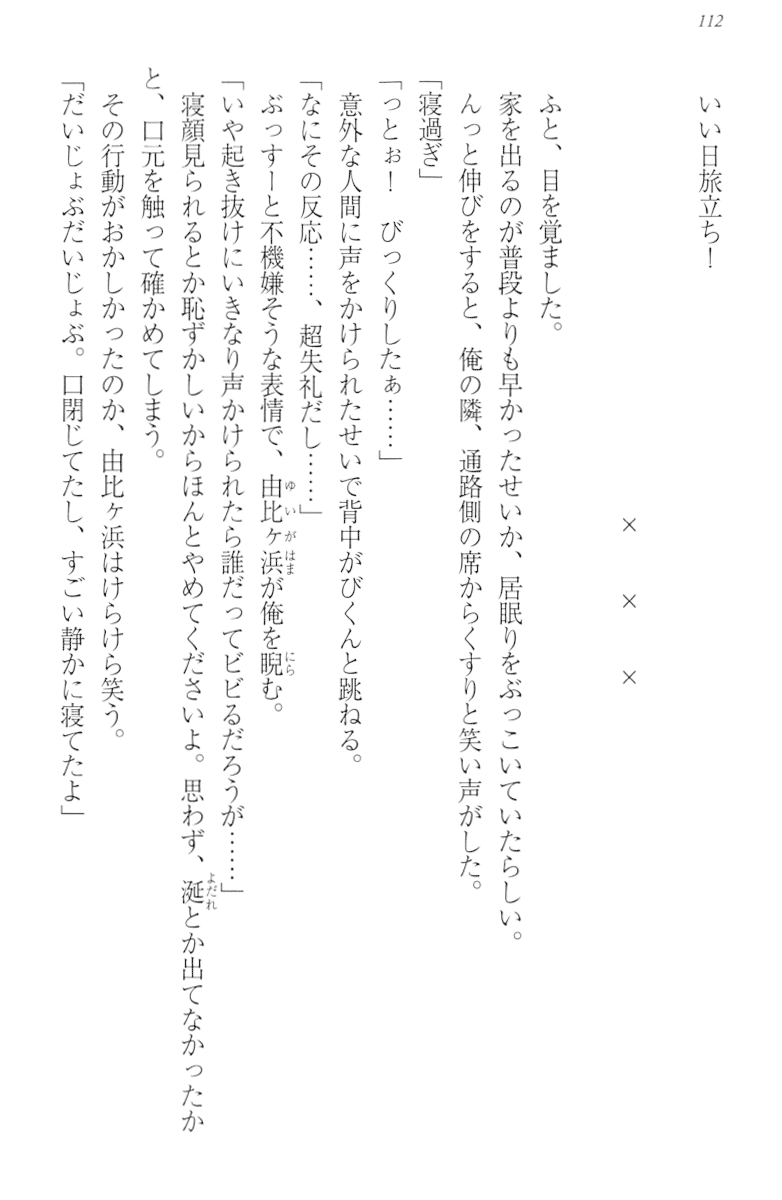 112
いい日旅立ち！
× × ×
ふと、目を覚ました。
家を出るのが普段よりも早かったせいか、居眠りをぶっこいていたらしい。
んっと伸びをすると、俺の隣、通路側の席からくすりと笑い声がした。
「寝過ぎ」
「っとぉ！　びっくりしたぁ……」
意外な人間に声をかけられたせいで背中がびくんと跳ねる。
「なにその反応……、超失礼だし……」
ぶっすーと不機嫌そうな表情で、由比ヶ浜が俺を睨む。
「いや起き抜けにいきなり声かけられたら誰だってビビるだろうが……」
寝顔見られるとか恥ずかしいからほんとやめてくださいよ。思わず、涎とか出てなかったか
と、口元を触って確かめてしまう。
その行動がおかしかったのか、由比ヶ浜はけらけら笑う。
「だいじょぶだいじょぶ。口閉じてたし、すごい静かに寝てたよ」